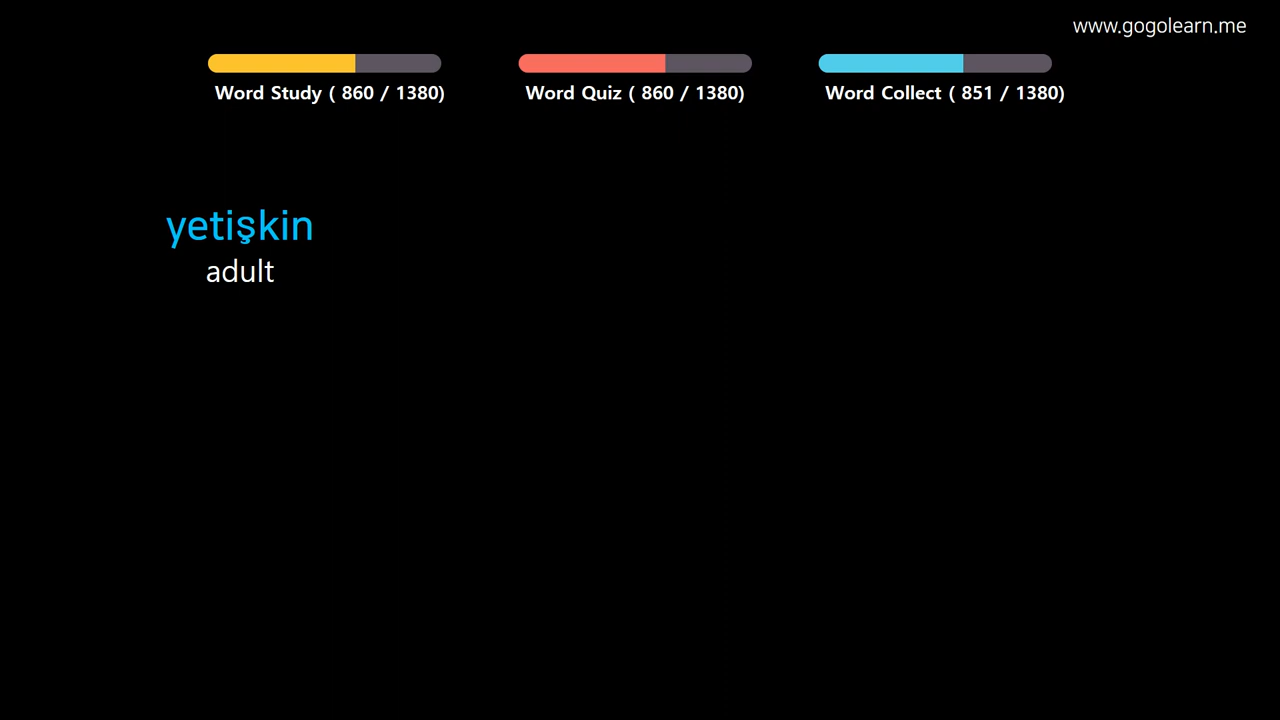 www.gogolearn.me
Word Study ( 860 / 1380)
Word Quiz ( 860 / 1380)
Word Collect ( 851 / 1380)
yetişkin
adult